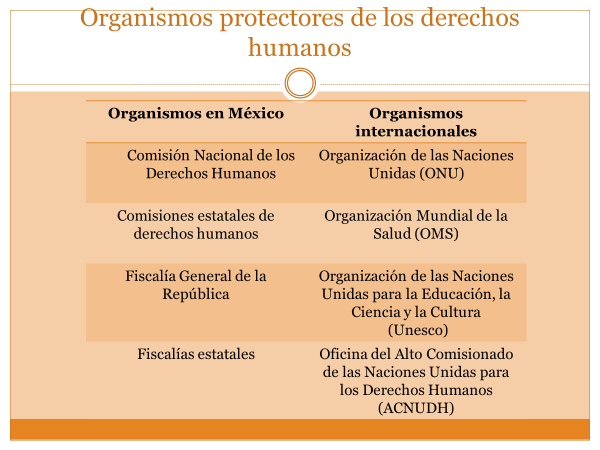 Organismos protectores de los derechos
humanos
Organismos en México
Organismos
internacionales
Comisión Nacional de los
Derechos Humanos
Organización de las Naciones
Unidas (ONU)
Comisiones estatales de
derechos humanos
Organización Mundial de la
Salud (OMS)
Fiscalía General de la
República
Organización de las Naciones
Unidas para la Educación, la
Ciencia y la Cultura
(Unesco)
Fiscalías estatales
Oficina del Alto Comisionado
de las Naciones Unidas para
los Derechos Humanos
(ACNUDH)